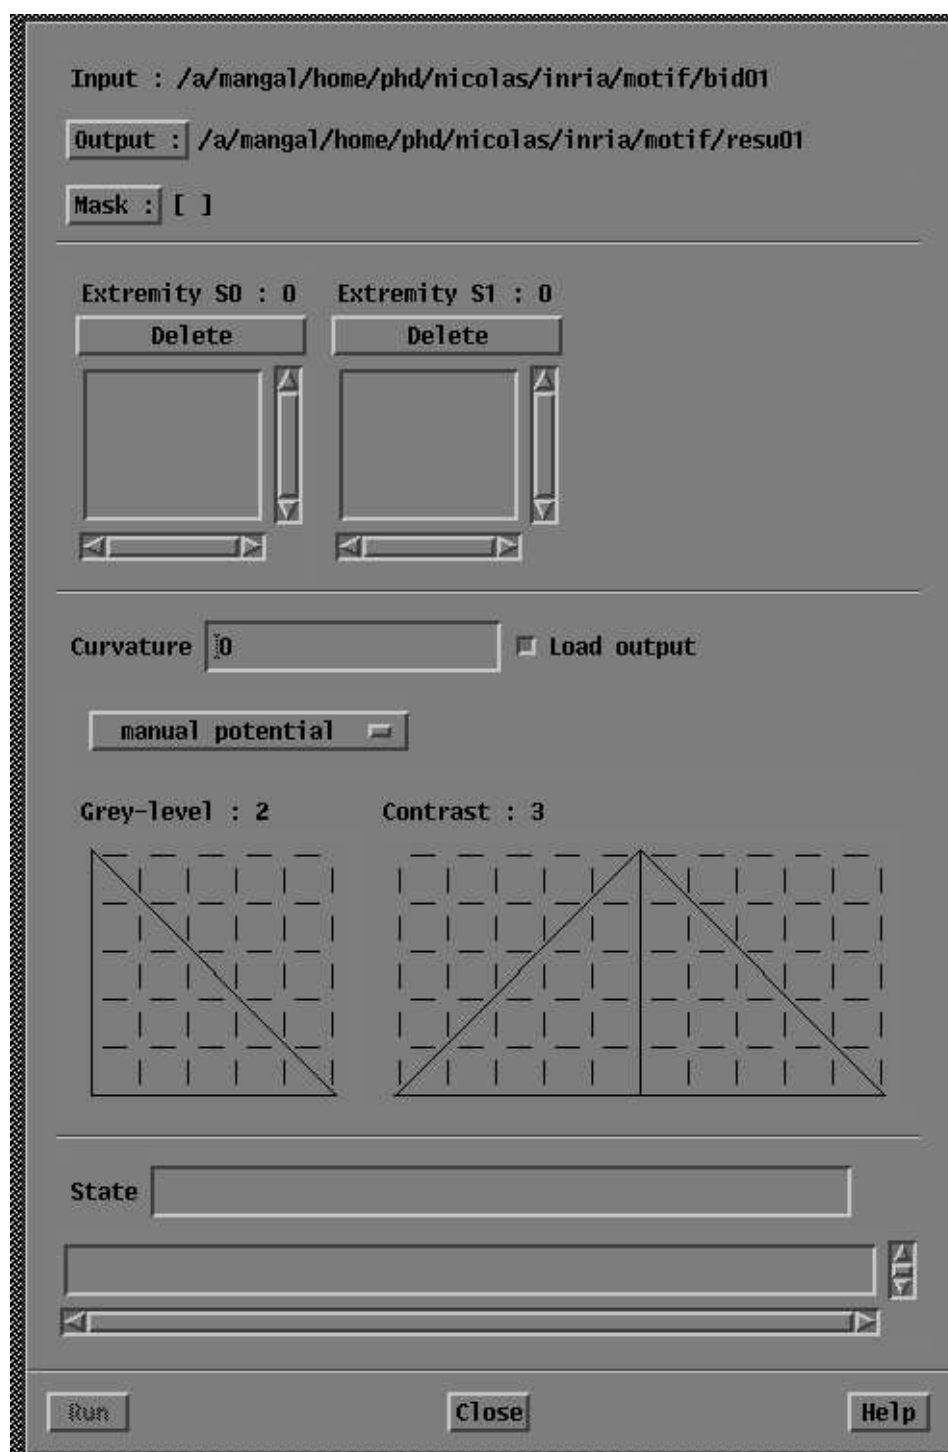 Input : /a/mangal/home/phd/nicolas/inria/motif/bid01
Output : /a/mangal/home/phd/nicolas/inria/motif/resu01
Mask : [ ]
Extremity S0 : 0 Extremity S1 : 0
Delete Delete
Curvature 0 Load output
manual potential
Grey-level : 2 Contrast : 3
State
Run Close Help